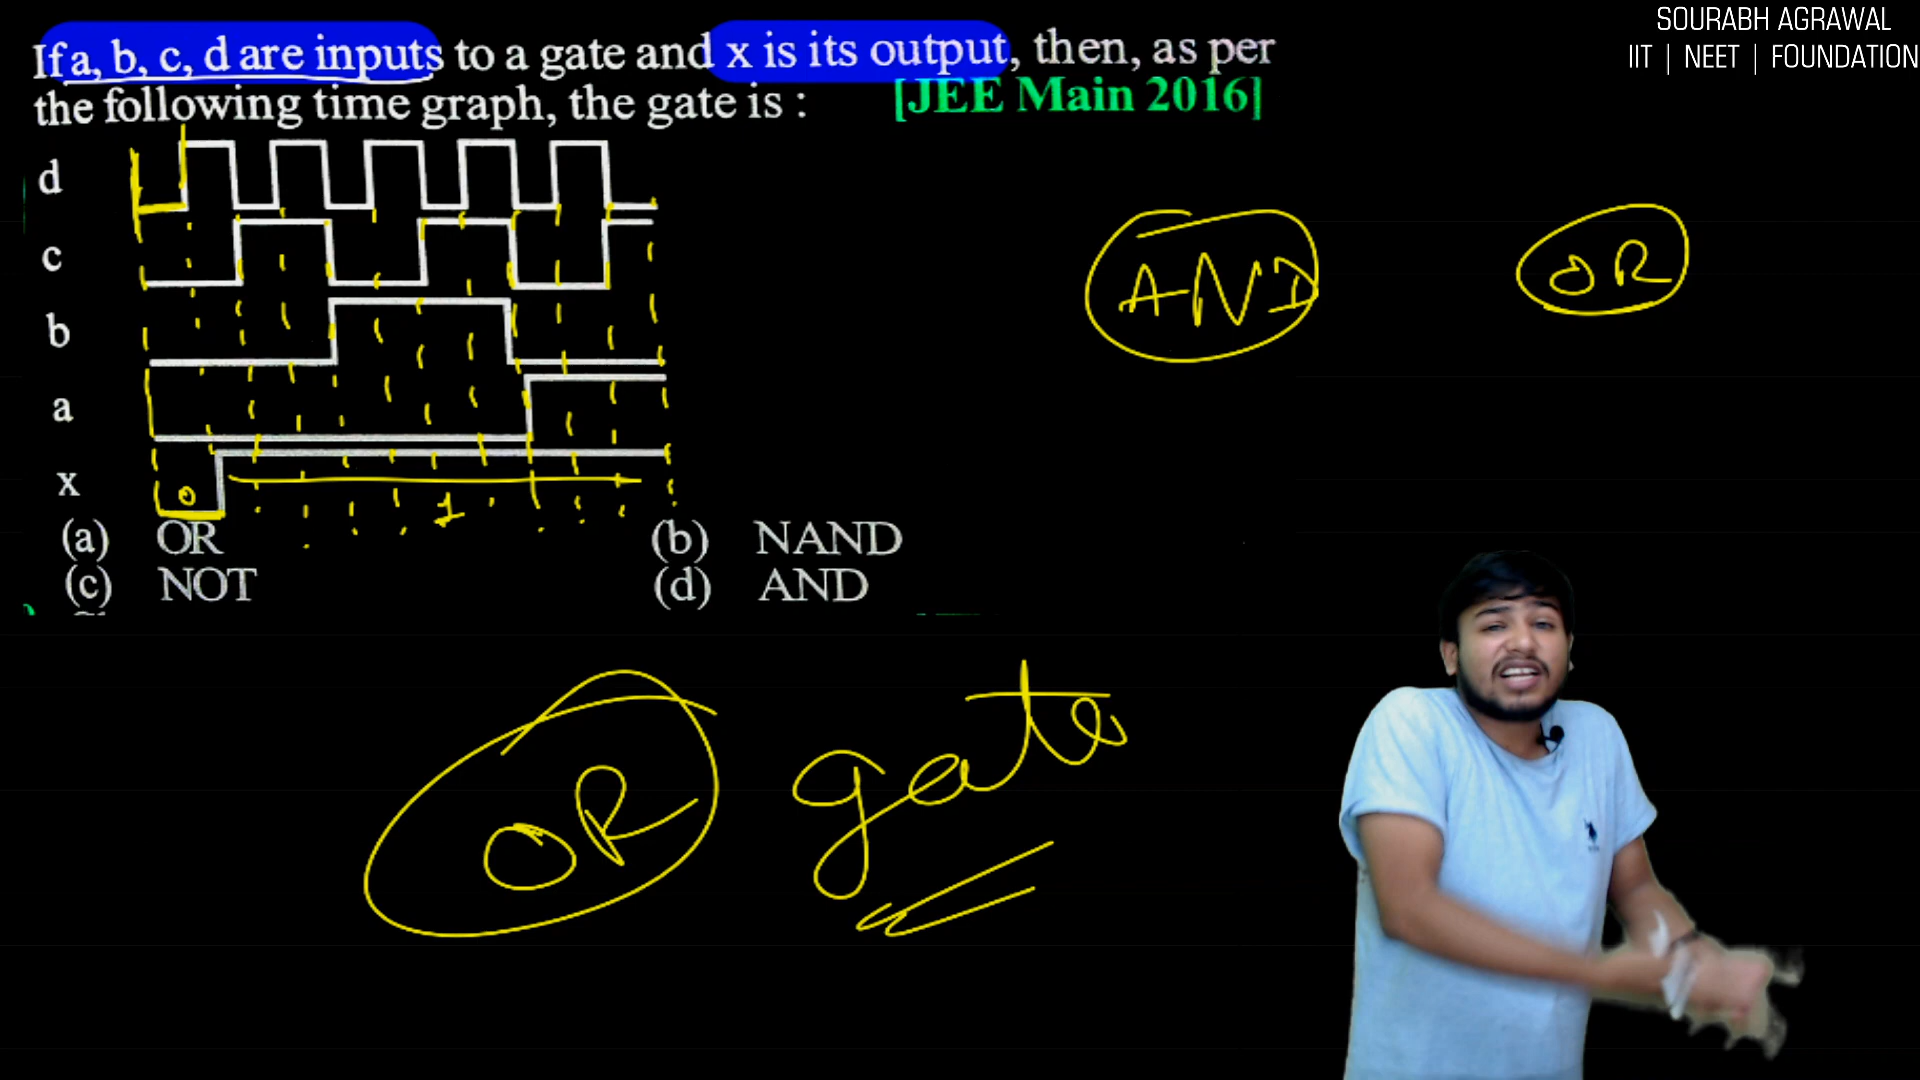 SOURABH AGRAWAL
IIT | NEET | FOUNDATION
If a, b, c, d are inputs to a gate and x is its output, then, as per
the following time graph, the gate is : [JEE Main 2016]
d
c
b
a
x
0
1
(a) OR (b) NAND
(c) NOT (d) AND
AND OR
OR gate